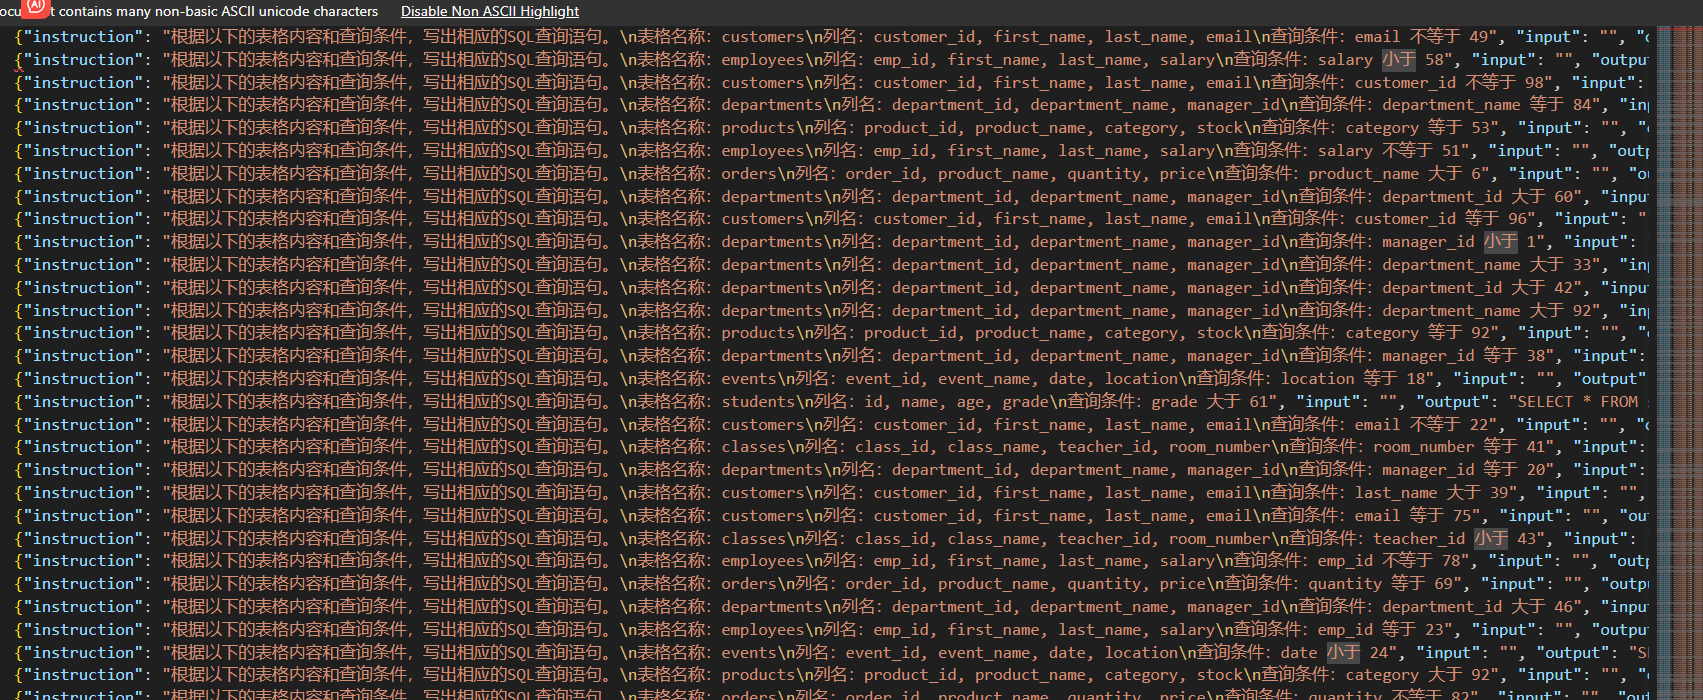 ocu t contains many non-basic ASCII unicode characters Disable Non ASCII Highlight
{"instruction": "根据以下的表格内容和查询条件，写出相应的SQL查询语句。\n表格名称：customers\n列名：customer_id, first_name, last_name, email\n查询条件：email 不等于 49", "input": "", "o
{"instruction": "根据以下的表格内容和查询条件，写出相应的SQL查询语句。\n表格名称：employees\n列名：emp_id, first_name, last_name, salary\n查询条件：salary 小于 58", "input": "", "output
{"instruction": "根据以下的表格内容和查询条件，写出相应的SQL查询语句。\n表格名称：customers\n列名：customer_id, first_name, last_name, email\n查询条件：customer_id 不等于 98", "input":
{"instruction": "根据以下的表格内容和查询条件，写出相应的SQL查询语句。\n表格名称：departments\n列名：department_id, department_name, manager_id\n查询条件：department_name 等于 84", "inp
{"instruction": "根据以下的表格内容和查询条件，写出相应的SQL查询语句。\n表格名称：products\n列名：product_id, product_name, category, stock\n查询条件：category 等于 53", "input": "", "o
{"instruction": "根据以下的表格内容和查询条件，写出相应的SQL查询语句。\n表格名称：employees\n列名：emp_id, first_name, last_name, salary\n查询条件：salary 不等于 51", "input": "", "outp
{"instruction": "根据以下的表格内容和查询条件，写出相应的SQL查询语句。\n表格名称：orders\n列名：order_id, product_name, quantity, price\n查询条件：product_name 大于 6", "input": "", "ou
{"instruction": "根据以下的表格内容和查询条件，写出相应的SQL查询语句。\n表格名称：departments\n列名：department_id, department_name, manager_id\n查询条件：department_id 大于 60", "input
{"instruction": "根据以下的表格内容和查询条件，写出相应的SQL查询语句。\n表格名称：customers\n列名：customer_id, first_name, last_name, email\n查询条件：customer_id 等于 96", "input": "
{"instruction": "根据以下的表格内容和查询条件，写出相应的SQL查询语句。\n表格名称：departments\n列名：department_id, department_name, manager_id\n查询条件：manager_id 小于 1", "input":
{"instruction": "根据以下的表格内容和查询条件，写出相应的SQL查询语句。\n表格名称：departments\n列名：department_id, department_name, manager_id\n查询条件：department_name 大于 33", "inp
{"instruction": "根据以下的表格内容和查询条件，写出相应的SQL查询语句。\n表格名称：departments\n列名：department_id, department_name, manager_id\n查询条件：department_id 大于 42", "input
{"instruction": "根据以下的表格内容和查询条件，写出相应的SQL查询语句。\n表格名称：departments\n列名：department_id, department_name, manager_id\n查询条件：department_name 大于 92", "inp
{"instruction": "根据以下的表格内容和查询条件，写出相应的SQL查询语句。\n表格名称：products\n列名：product_id, product_name, category, stock\n查询条件：category 等于 92", "input": "", "o
{"instruction": "根据以下的表格内容和查询条件，写出相应的SQL查询语句。\n表格名称：departments\n列名：department_id, department_name, manager_id\n查询条件：manager_id 等于 38", "input":
{"instruction": "根据以下的表格内容和查询条件，写出相应的SQL查询语句。\n表格名称：events\n列名：event_id, event_name, date, location\n查询条件：location 等于 18", "input": "", "output"
{"instruction": "根据以下的表格内容和查询条件，写出相应的SQL查询语句。\n表格名称：students\n列名：id, name, age, grade\n查询条件：grade 大于 61", "input": "", "output": "SELECT * FROM s
{"instruction": "根据以下的表格内容和查询条件，写出相应的SQL查询语句。\n表格名称：customers\n列名：customer_id, first_name, last_name, email\n查询条件：email 不等于 22", "input": "", "o
{"instruction": "根据以下的表格内容和查询条件，写出相应的SQL查询语句。\n表格名称：classes\n列名：class_id, class_name, teacher_id, room_number\n查询条件：room_number 等于 41", "input":
{"instruction": "根据以下的表格内容和查询条件，写出相应的SQL查询语句。\n表格名称：departments\n列名：department_id, department_name, manager_id\n查询条件：manager_id 等于 20", "input":
{"instruction": "根据以下的表格内容和查询条件，写出相应的SQL查询语句。\n表格名称：customers\n列名：customer_id, first_name, last_name, email\n查询条件：last_name 大于 39", "input": "",
{"instruction": "根据以下的表格内容和查询条件，写出相应的SQL查询语句。\n表格名称：customers\n列名：customer_id, first_name, last_name, email\n查询条件：email 等于 75", "input": "", "ou
{"instruction": "根据以下的表格内容和查询条件，写出相应的SQL查询语句。\n表格名称：classes\n列名：class_id, class_name, teacher_id, room_number\n查询条件：teacher_id 小于 43", "input":
{"instruction": "根据以下的表格内容和查询条件，写出相应的SQL查询语句。\n表格名称：employees\n列名：emp_id, first_name, last_name, salary\n查询条件：emp_id 不等于 78", "input": "", "outp
{"instruction": "根据以下的表格内容和查询条件，写出相应的SQL查询语句。\n表格名称：orders\n列名：order_id, product_name, quantity, price\n查询条件：quantity 等于 69", "input": "", "outpu
{"instruction": "根据以下的表格内容和查询条件，写出相应的SQL查询语句。\n表格名称：departments\n列名：department_id, department_name, manager_id\n查询条件：department_id 大于 46", "input
{"instruction": "根据以下的表格内容和查询条件，写出相应的SQL查询语句。\n表格名称：employees\n列名：emp_id, first_name, last_name, salary\n查询条件：emp_id 等于 23", "input": "", "output
{"instruction": "根据以下的表格内容和查询条件，写出相应的SQL查询语句。\n表格名称：events\n列名：event_id, event_name, date, location\n查询条件：date 小于 24", "input": "", "output": "SE
{"instruction": "根据以下的表格内容和查询条件，写出相应的SQL查询语句。\n表格名称：products\n列名：product_id, product_name, category, stock\n查询条件：category 大于 92", "input": "", "o
{"instruction": "根据以下的表格内容和查询条件，写出相应的SQL查询语句。\n表格名称：orders\n列名：order_id, product_name, quantity, price\n查询条件：quantity 不等于 82", "input": "", "out